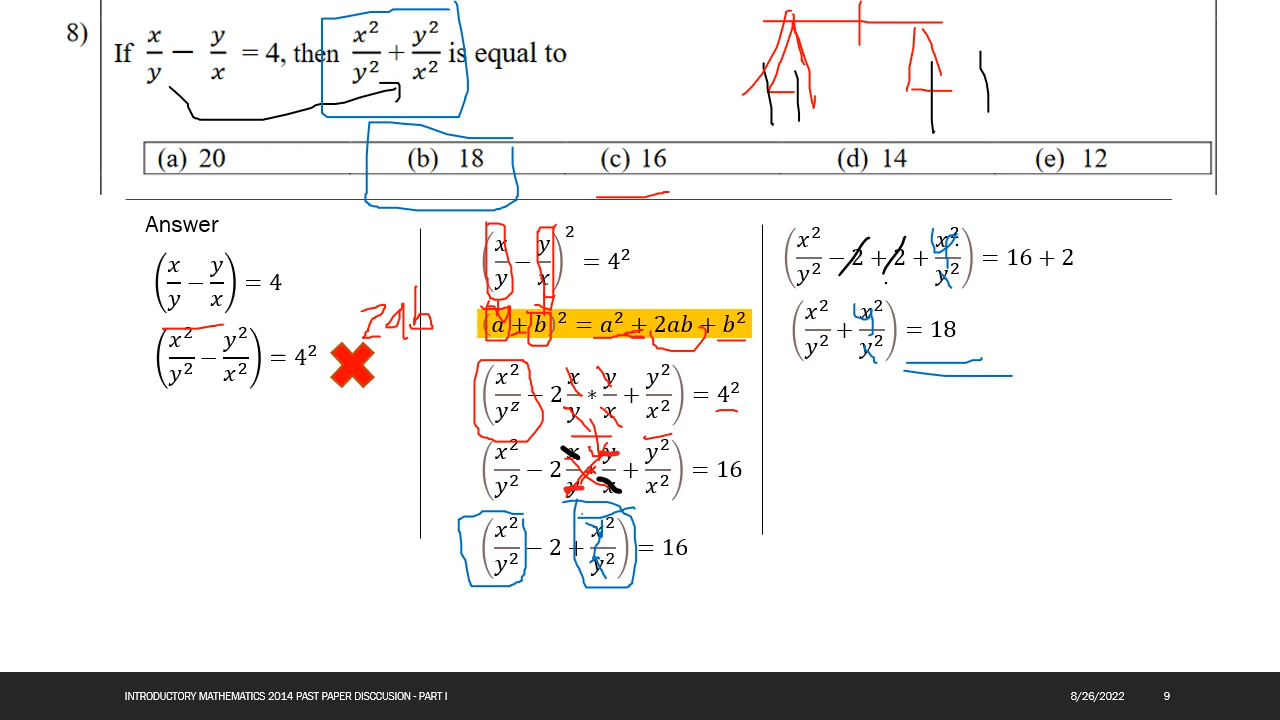 8) If x/y − y/x = 4, then x²/y² + y²/x² is equal to
(a) 20 (b) 18 (c) 16 (d) 14 (e) 12
Answer
(x/y − y/x) = 4
(x²/y² − y²/x²) = 4²
2ab
(x/y − y/x)² = 4²
(a + b)² = a² + 2ab + b²
(x²/y² − 2 x/y * y/x + y²/x²) = 4²
(x²/y² − 2 x/y * y/x + y²/x²) = 16
(x²/y² − 2 + x²/y²) = 16
(x²/y² − 2 + 2 + x²/y²) = 16 + 2
(x²/y² + x²/y²) = 18
INTRODUCTORY MATHEMATICS 2014 PAST PAPER DISCCUSION - PART I
8/26/2022 9